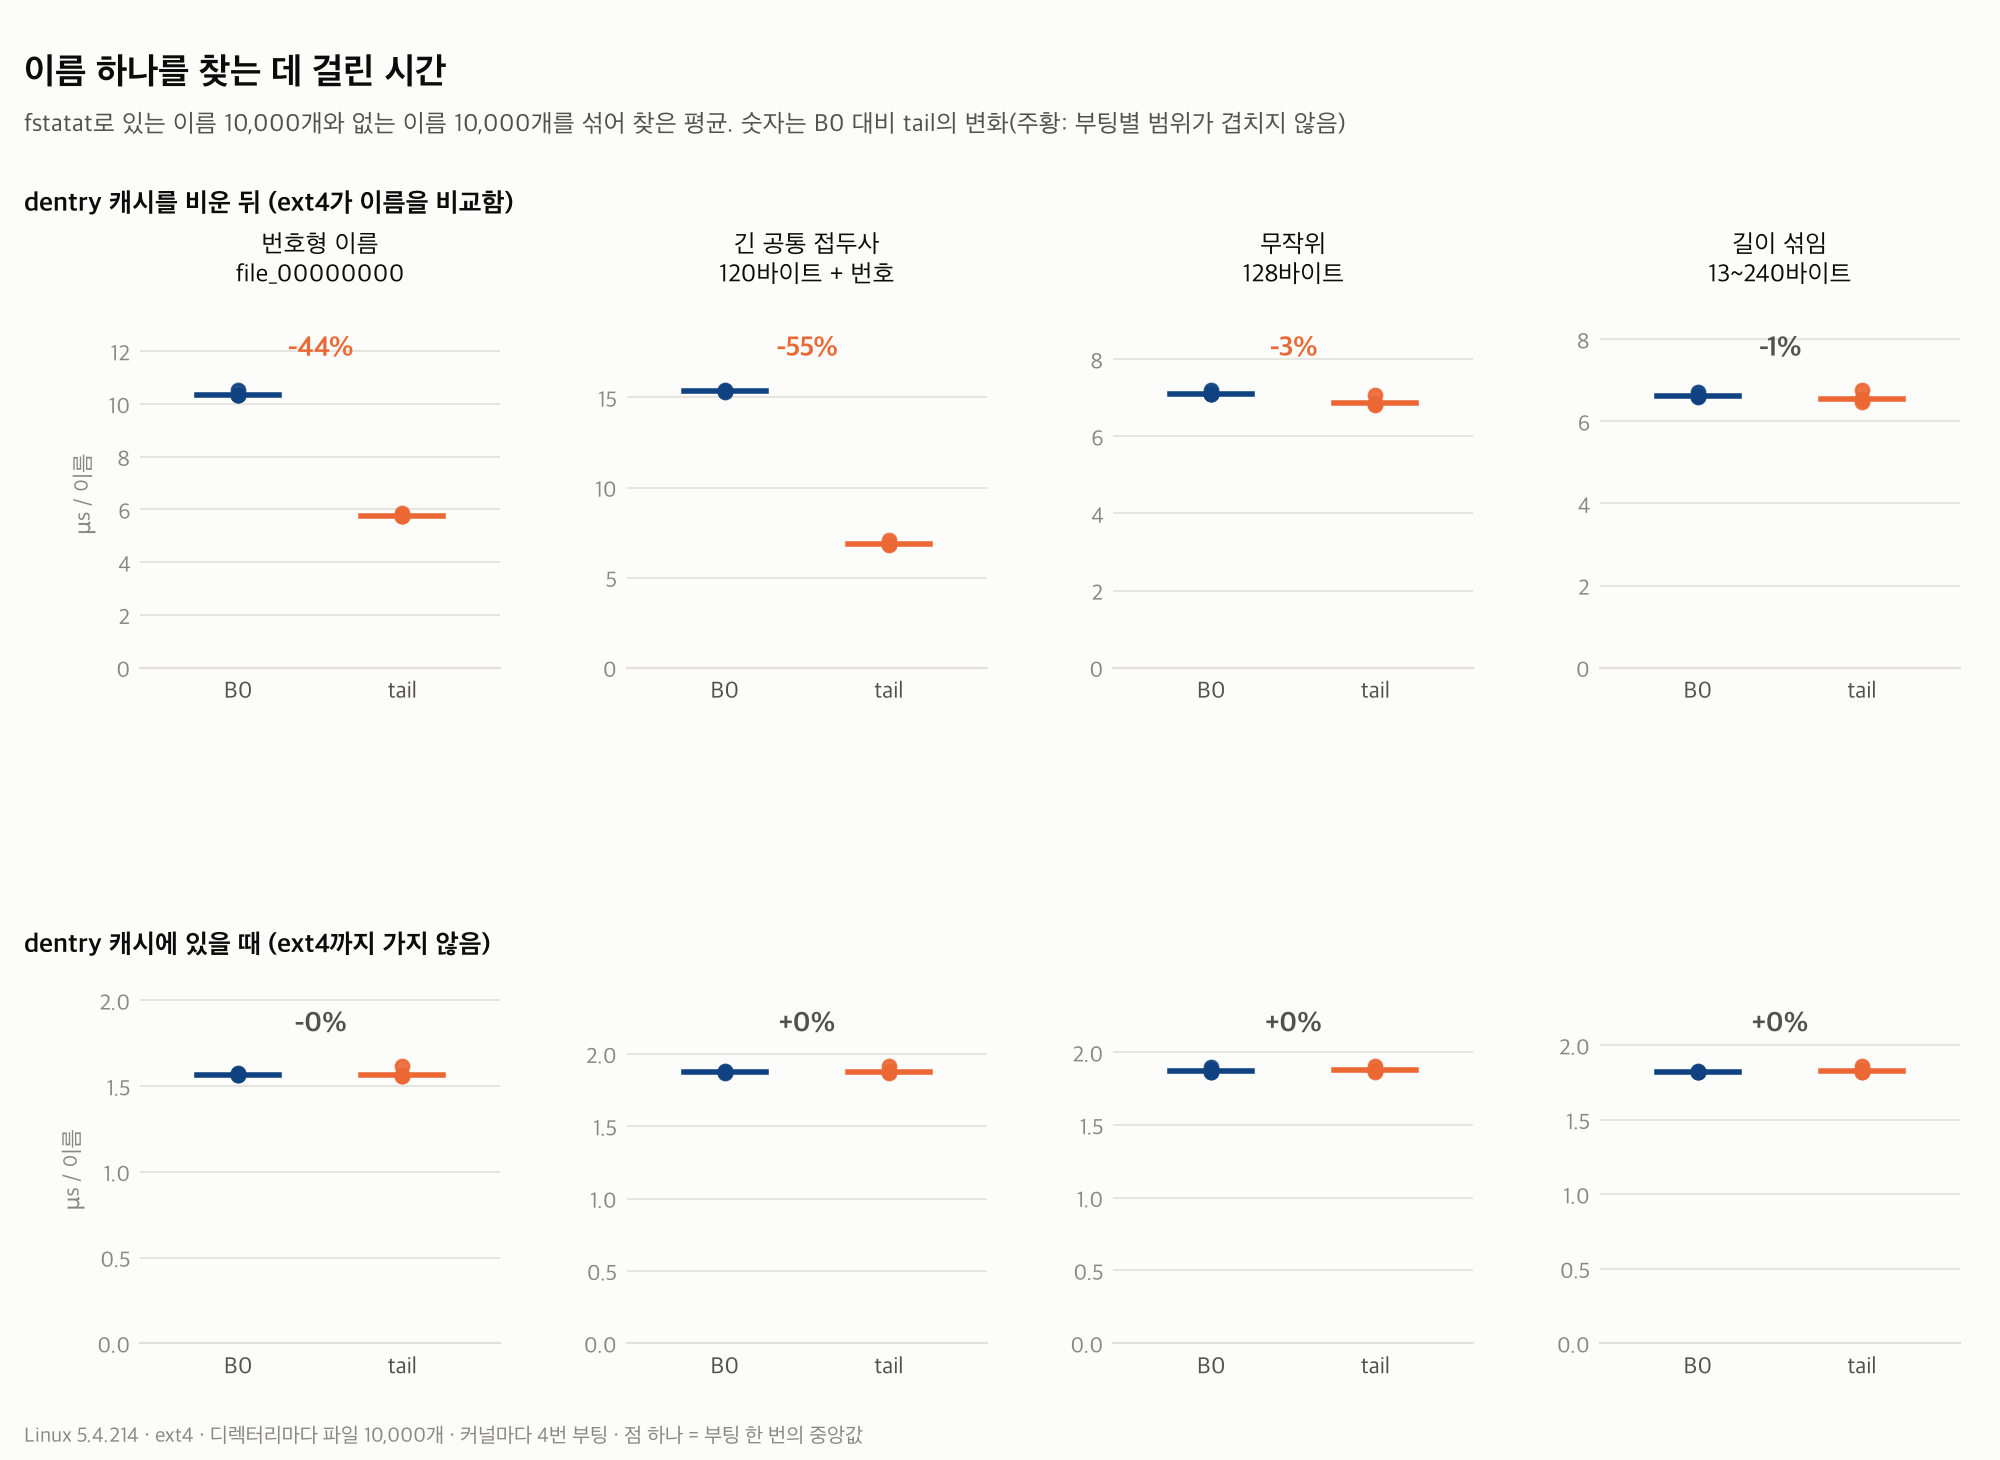 이름 하나를 찾는 데 걸린 시간
fstatat로 있는 이름 10,000개와 없는 이름 10,000개를 섞어 찾은 평균. 숫자는 B0 대비 tail의 변화(주황: 부팅별 범위가 겹치지 않음)
dentry 캐시를 비운 뒤 (ext4가 이름을 비교함)
번호형 이름
file_00000000
긴 공통 접두사
120바이트 + 번호
무작위
128바이트
길이 섞임
13~240바이트
-44%
12
10
8
6
4
2
0
μs / 이름
B0
tail
-55%
15
10
5
0
B0
tail
-3%
8
6
4
2
0
B0
tail
-1%
8
6
4
2
0
B0
tail
dentry 캐시에 있을 때 (ext4까지 가지 않음)
-0%
2.0
1.5
1.0
0.5
0.0
μs / 이름
B0
tail
+0%
2.0
1.5
1.0
0.5
0.0
B0
tail
+0%
2.0
1.5
1.0
0.5
0.0
B0
tail
+0%
2.0
1.5
1.0
0.5
0.0
B0
tail
Linux 5.4.214 · ext4 · 디렉터리마다 파일 10,000개 · 커널마다 4번 부팅 · 점 하나 = 부팅 한 번의 중앙값